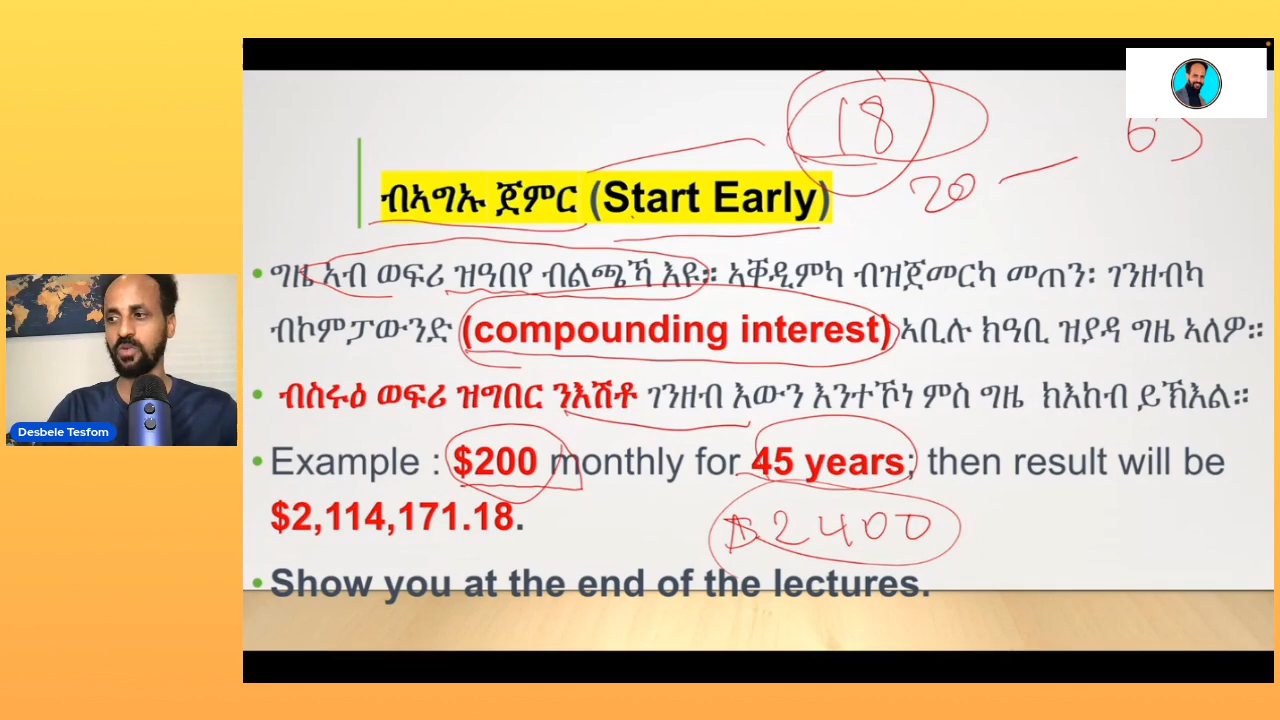 18
65
20
ብኣግኡ ጀምር (Start Early)
• ግዜ ኣብ ወፍሪ ዝዓበየ ብልጫኻ እዩ። ኣቐዲምካ ብዝጀመርካ መጠን፡ ገንዘብካ
ብኮምፓውንድ (compounding interest) ኣቢሉ ክዓቢ ዝያዳ ግዜ ኣለዎ።
• ብስሩዕ ወፍሪ ዝግበር ንእሽቶ ገንዘብ እውን እንተኾነ ምስ ግዜ ክእከብ ይኽእል።
• Example : $200 monthly for 45 years; then result will be
$2,114,171.18.
$2400
• Show you at the end of the lectures.
Desbele Tesfom